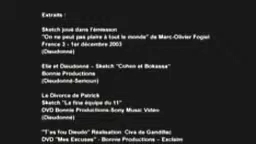 Extraits :
Sketch joué dans l'émission
"On ne peut pas plaire à tout le monde" de Marc-Olivier Fogiel
France 3 - 1er décembre 2003
(Dieudonné)
Elie et Dieudonné - Sketch "Cohen et Bokassa"
Bonnie Productions
(Dieudonné-Semoun)
Le Divorce de Patrick
Sketch "La fine équipe du 11"
DVD Bonnie Productions-Sony Music Video
(Dieudonné)
"T'es fou Dieudo" Réalisation Civa de Gandillac
DVD "Mes Excuses" - Bonnie Productions - Exclaim